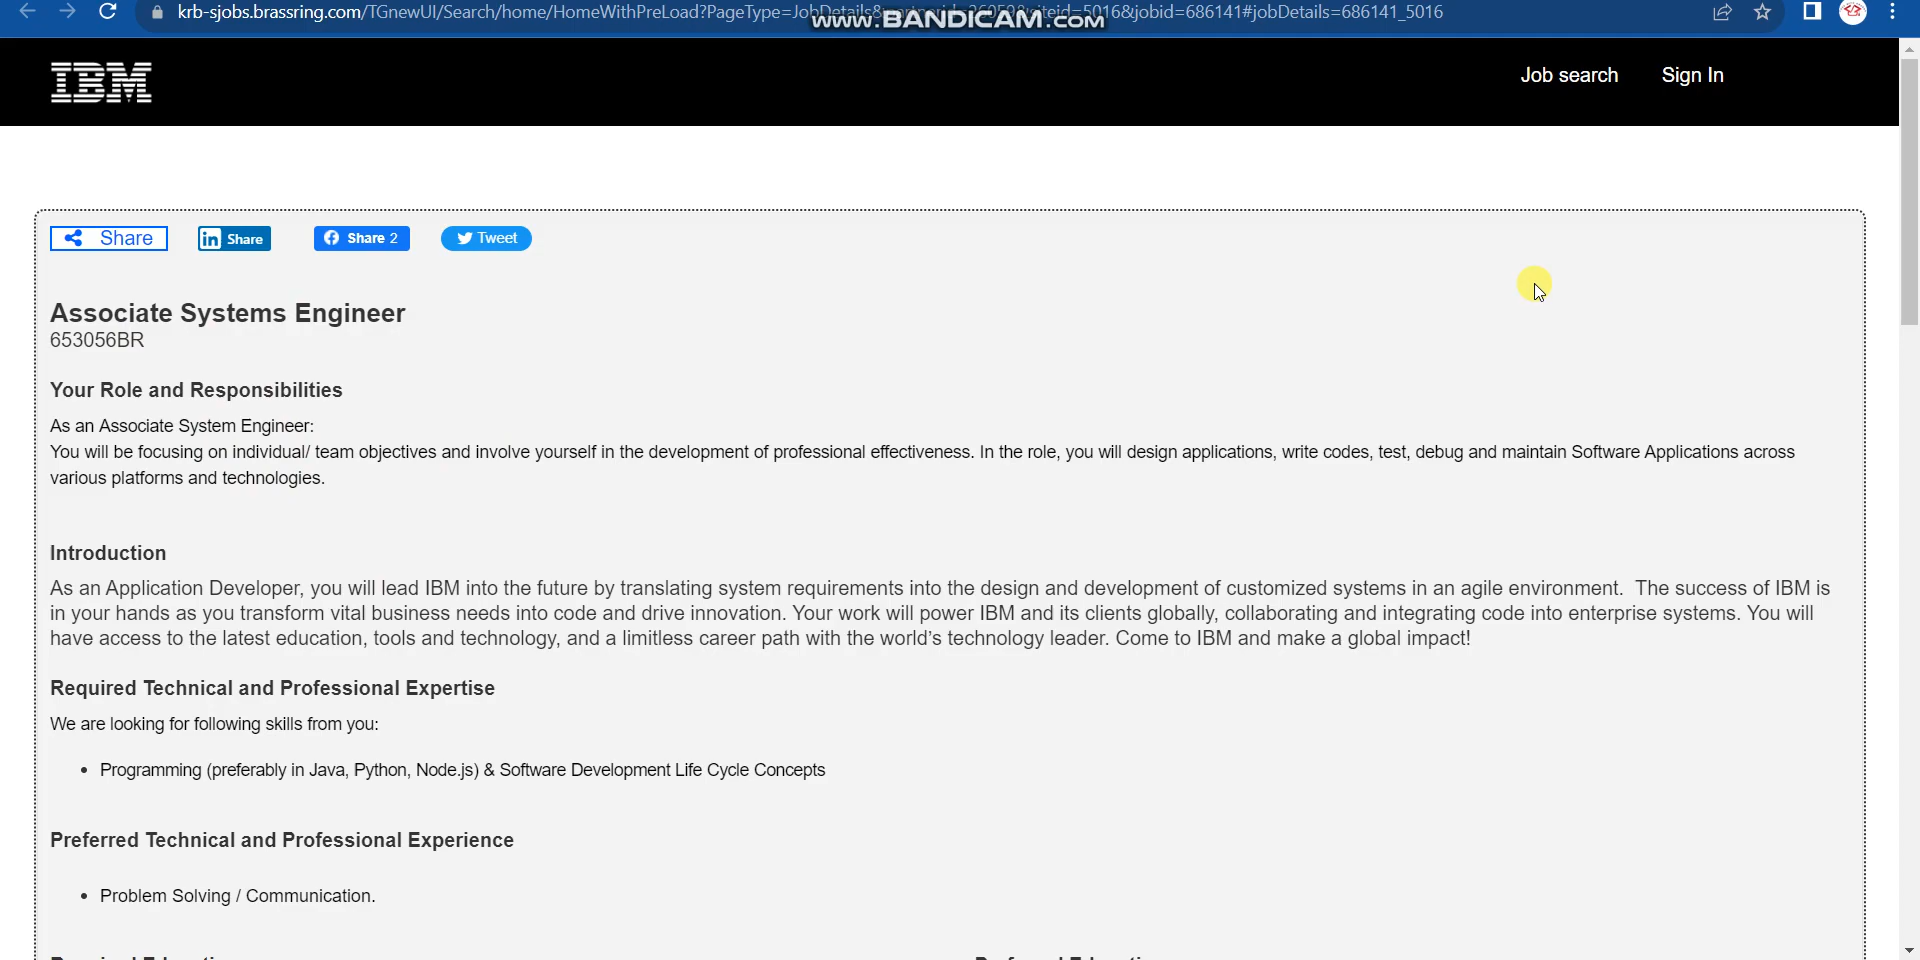 krb-sjobs.brassring.com/TGnewUI/Search/home/HomeWithPreLoad?PageType=JobDetails& &jobid=686141#jobDetails=686141_5016
www.BANDICAM.com
IBM
Job search Sign In
Share Share Share 2 Tweet
Associate Systems Engineer
653056BR
Your Role and Responsibilities
As an Associate System Engineer:
You will be focusing on individual/ team objectives and involve yourself in the development of professional effectiveness. In the role, you will design applications, write codes, test, debug and maintain Software Applications across
various platforms and technologies.
Introduction
As an Application Developer, you will lead IBM into the future by translating system requirements into the design and development of customized systems in an agile environment.  The success of IBM is
in your hands as you transform vital business needs into code and drive innovation. Your work will power IBM and its clients globally, collaborating and integrating code into enterprise systems. You will
have access to the latest education, tools and technology, and a limitless career path with the world’s technology leader. Come to IBM and make a global impact!
Required Technical and Professional Expertise
We are looking for following skills from you:
• Programming (preferably in Java, Python, Node.js) & Software Development Life Cycle Concepts
Preferred Technical and Professional Experience
• Problem Solving / Communication.